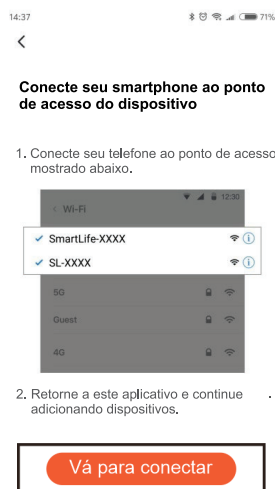 14:37
71%
Conecte seu smartphone ao ponto
de acesso do dispositivo
1. Conecte seu telefone ao ponto de acesso
mostrado abaixo.
12:30
< Wi-Fi
SmartLife-XXXX
SL-XXXX
5G
Guest
4G
2. Retorne a este aplicativo e continue .
adicionando dispositivos.
Vá para conectar